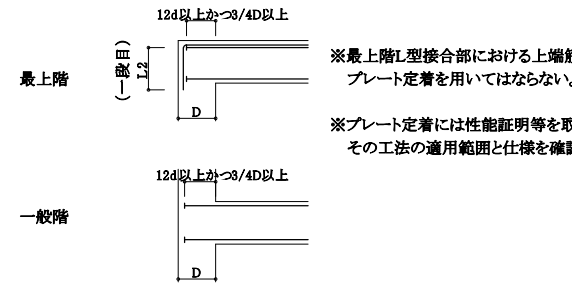 12d以上かつ3/4D以上
最上階
(一段目)
L2
D
※最上階L型接合部における上端
プレート定着を用いてはならない。
※プレート定着には性能証明等を取
その工法の適用範囲と仕様を確
12d以上かつ3/4D以上
一般階
D